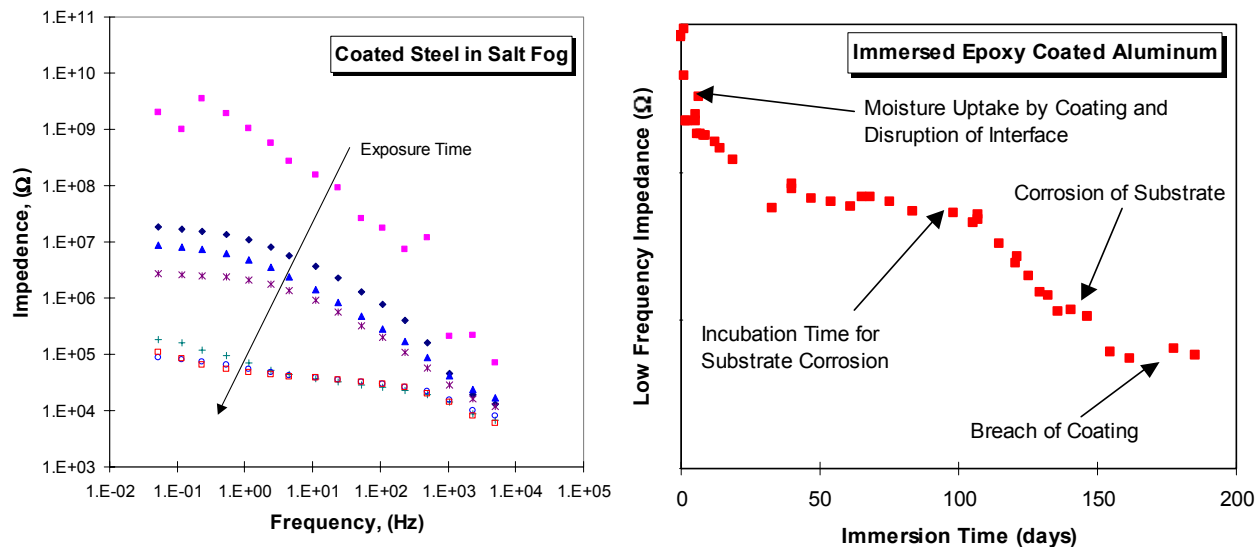 Coated Steel in Salt Fog
Impedence, (Ω)
1.E+11
1.E+10
1.E+09
1.E+08
1.E+07
1.E+06
1.E+05
1.E+04
1.E+03
Exposure Time
1.E-02 1.E-01 1.E+00 1.E+01 1.E+02 1.E+03 1.E+04 1.E+05
Frequency, (Hz)
Immersed Epoxy Coated Aluminum
Low Frequency Impedance (Ω)
Moisture Uptake by Coating and
Disruption of Interface
Corrosion of Substrate
Incubation Time for
Substrate Corrosion
Breach of Coating
0 50 100 150 200
Immersion Time (days)